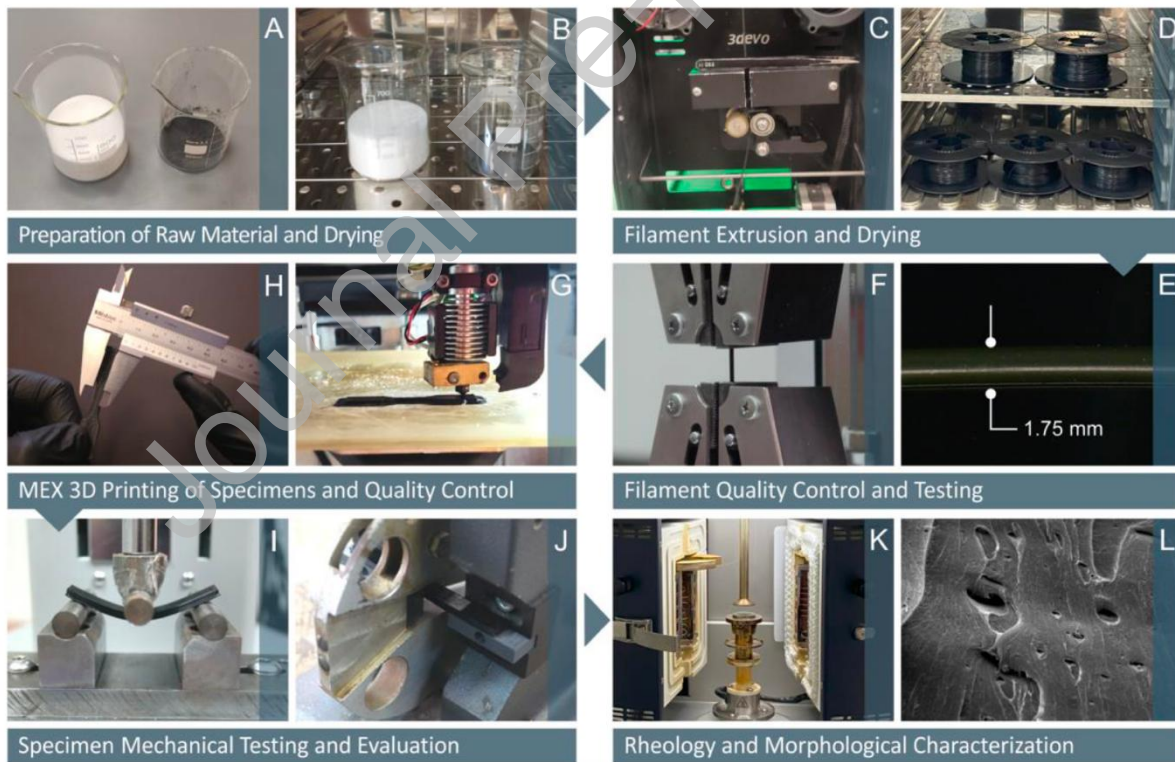 A
B
Preparation of Raw Material and Drying
3devo
C
D
Filament Extrusion and Drying
E
1.75 mm
F
Filament Quality Control and Testing
G
H
MEX 3D Printing of Specimens and Quality Control
I
J
Specimen Mechanical Testing and Evaluation
K
L
Rheology and Morphological Characterization
Journal Pre